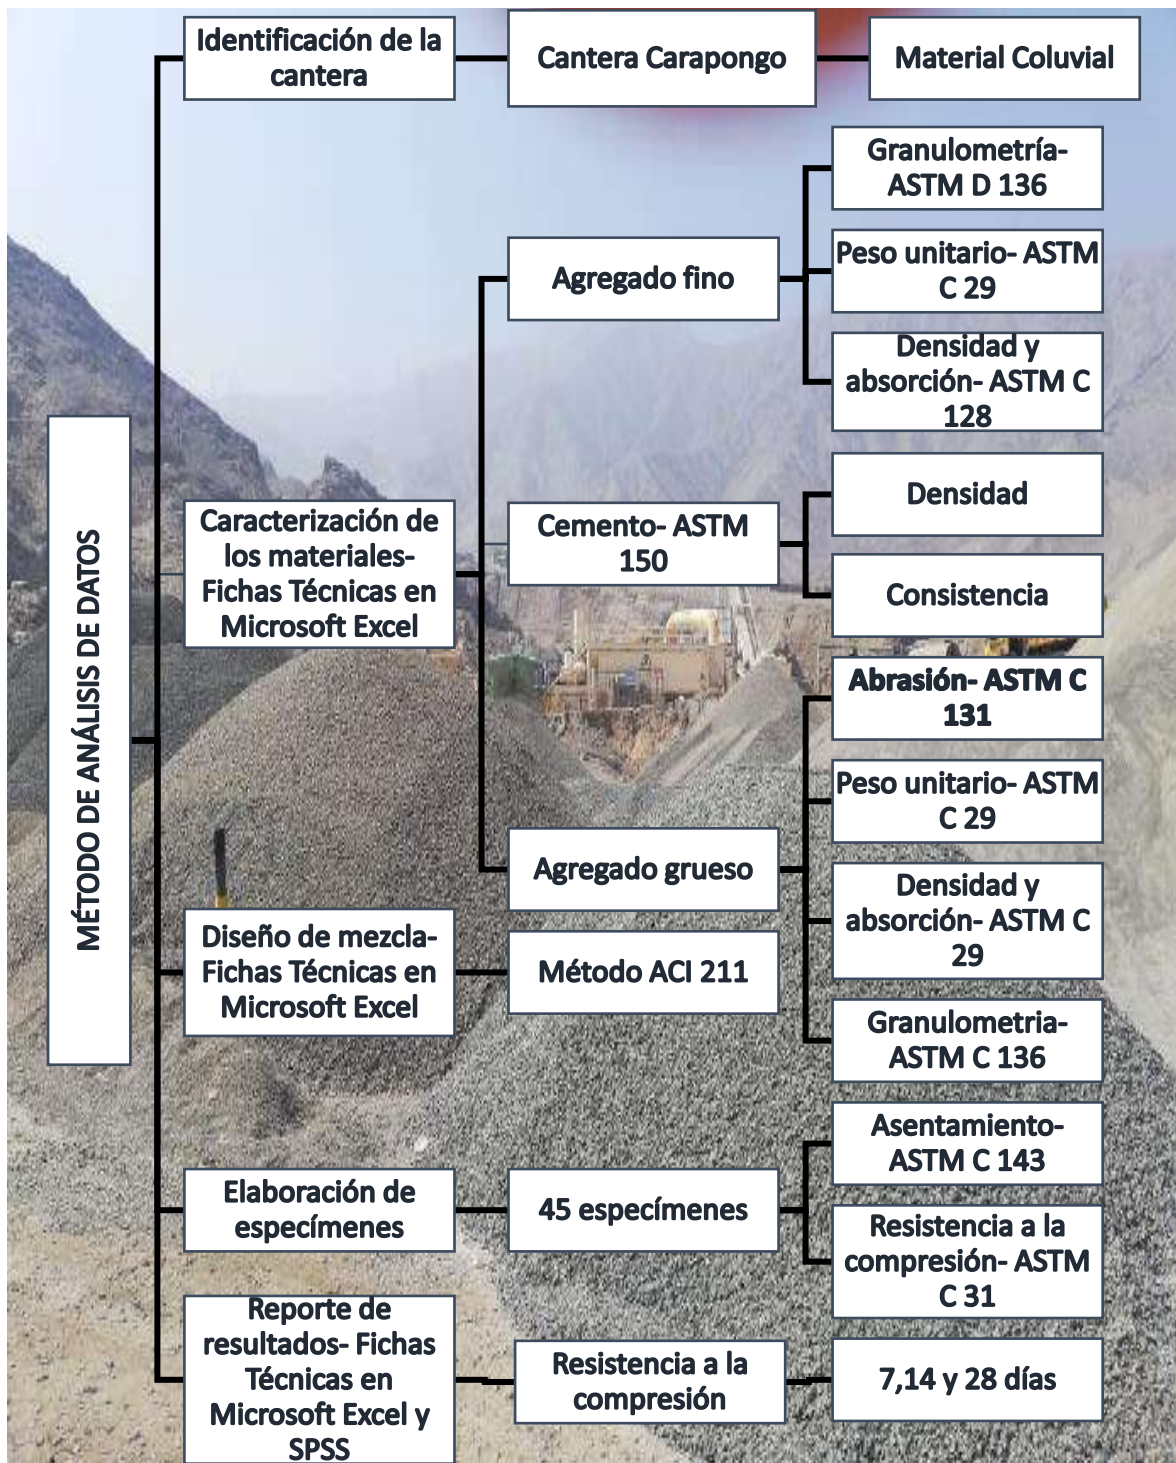 MÉTODO DE ANÁLISIS DE DATOS
Identificación de la
cantera
Cantera Carapongo
Material Coluvial
Caracterización de
los materiales-
Fichas Técnicas en
Microsoft Excel
Agregado fino
Granulometría-
ASTM D 136
Peso unitario- ASTM
C 29
Densidad y
absorción- ASTM C
128
Cemento- ASTM
150
Densidad
Consistencia
Agregado grueso
Abrasión- ASTM C
131
Peso unitario- ASTM
C 29
Densidad y
absorción- ASTM C
29
Granulometria-
ASTM C 136
Diseño de mezcla-
Fichas Técnicas en
Microsoft Excel
Método ACI 211
Elaboración de
especímenes
45 especímenes
Asentamiento-
ASTM C 143
Resistencia a la
compresión- ASTM
C 31
Reporte de
resultados- Fichas
Técnicas en
Microsoft Excel y
SPSS
Resistencia a la
compresión
7,14 y 28 días